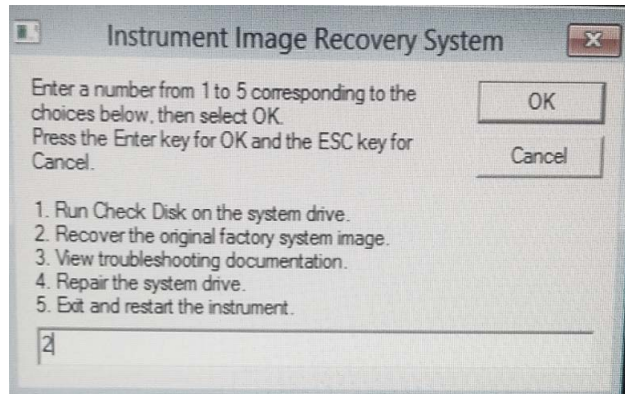 Instrument Image Recovery System
Enter a number from 1 to 5 corresponding to the
choices below, then select OK.
Press the Enter key for OK and the ESC key for
Cancel.
OK
Cancel
1. Run Check Disk on the system drive.
2. Recover the original factory system image.
3. View troubleshooting documentation.
4. Repair the system drive.
5. Exit and restart the instrument.
2